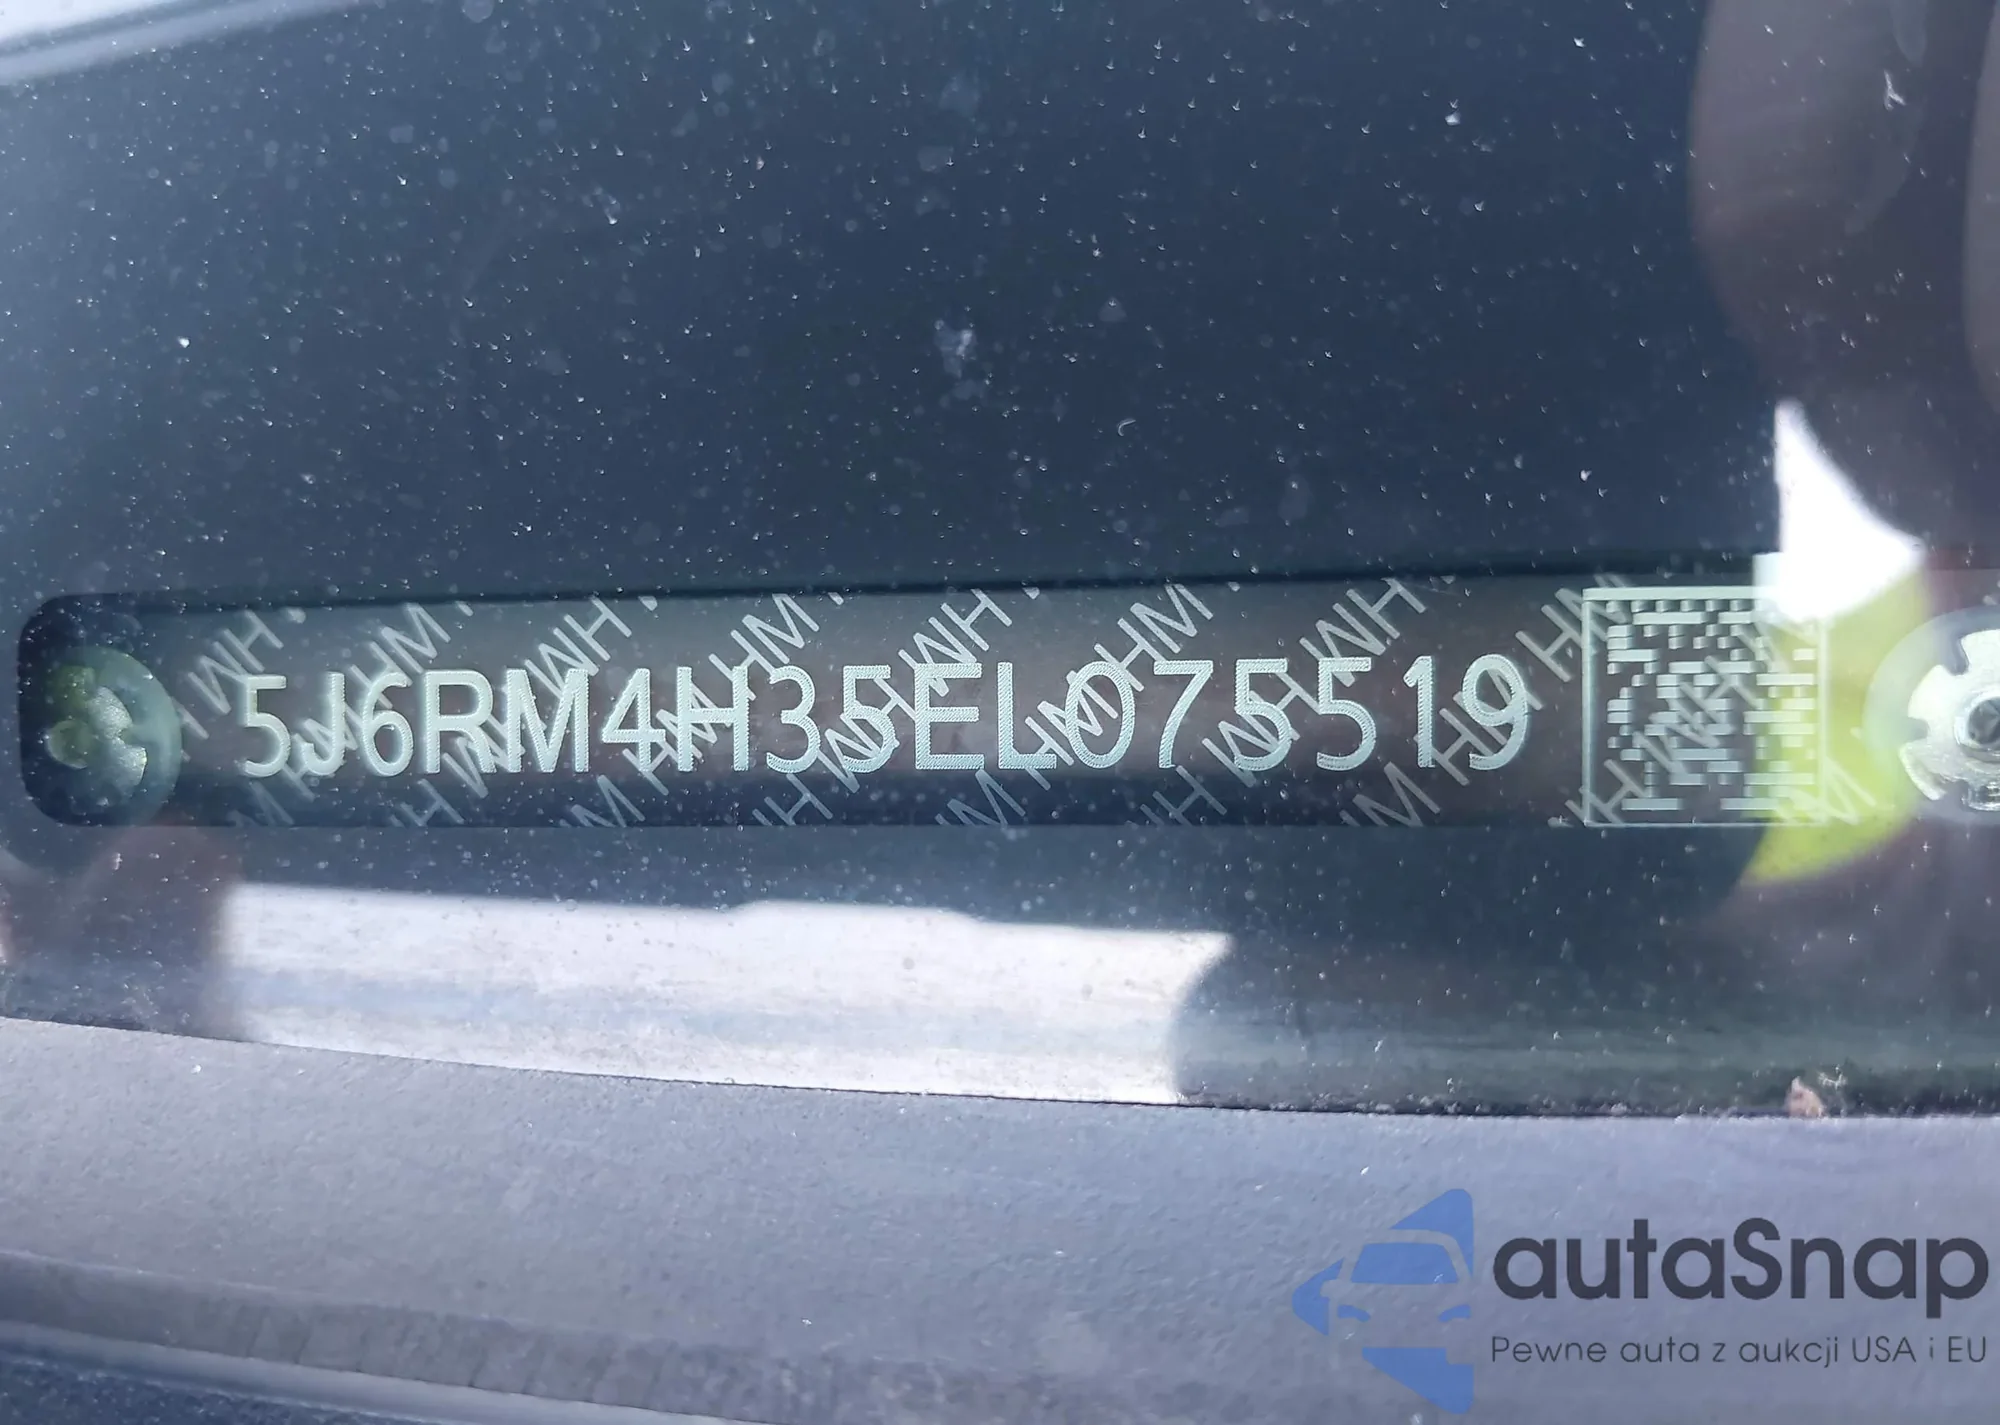 5J6RM4H35EL075519
autaSnap
Pewne auta z aukcji USA i EU